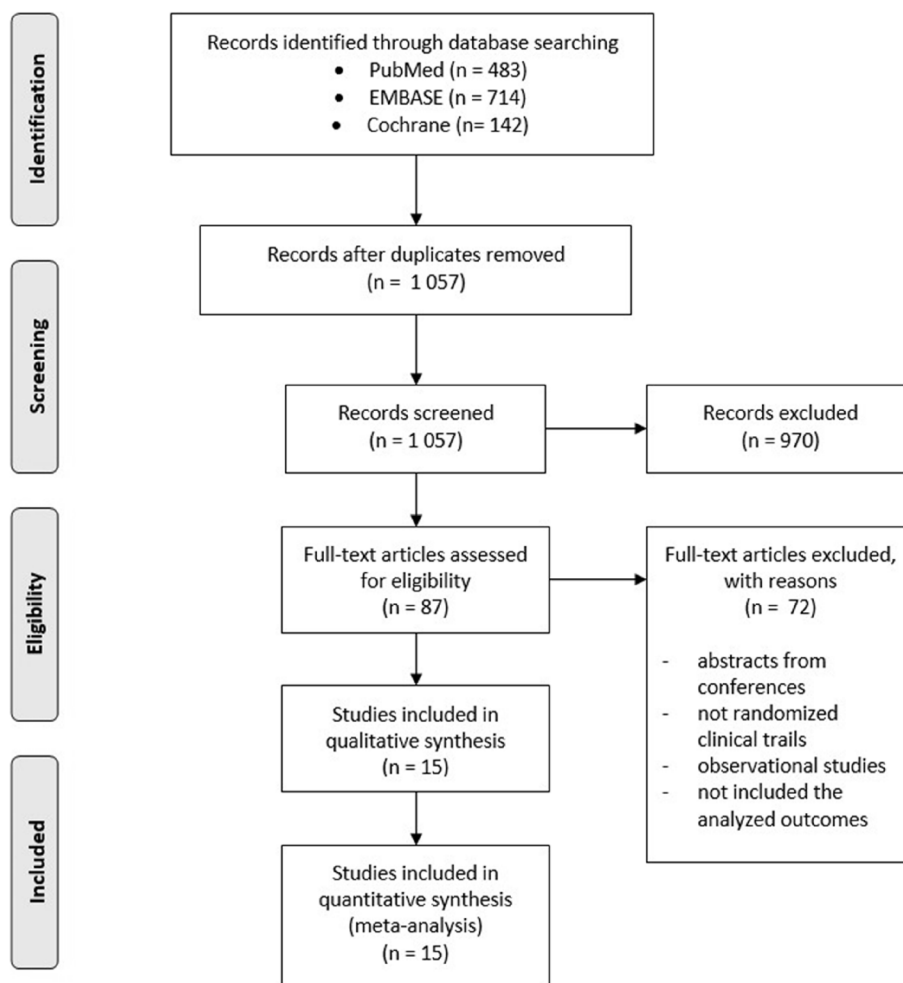 Identification
Records identified through database searching
• PubMed (n = 483)
• EMBASE (n = 714)
• Cochrane (n= 142)
Records after duplicates removed
(n = 1 057)
Screening
Records screened
(n = 1 057)
Records excluded
(n = 970)
Eligibility
Full-text articles assessed
for eligibility
(n = 87)
Full-text articles excluded,
with reasons
(n = 72)
- abstracts from
conferences
- not randomized
clinical trails
- observational studies
- not included the
analyzed outcomes
Studies included in
qualitative synthesis
(n = 15)
Included
Studies included in
quantitative synthesis
(meta-analysis)
(n = 15)